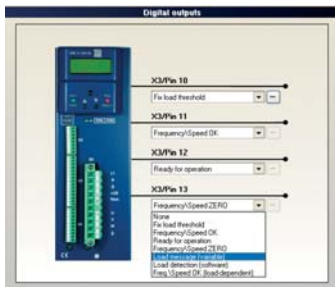 Digital outputs
X3/Pin 10
Fix load threshold
X3/Pin 11
Frequency\Speed OK
X3/Pin 12
Ready for operation
X3/Pin 13
Frequency\Speed ZERO
None
Fix load threshold
Frequency\Speed OK
Ready for operation
Frequency\Speed ZERO
Load message (variable)
Load detection (software)
Freq.\Speed OK (load-dependent)